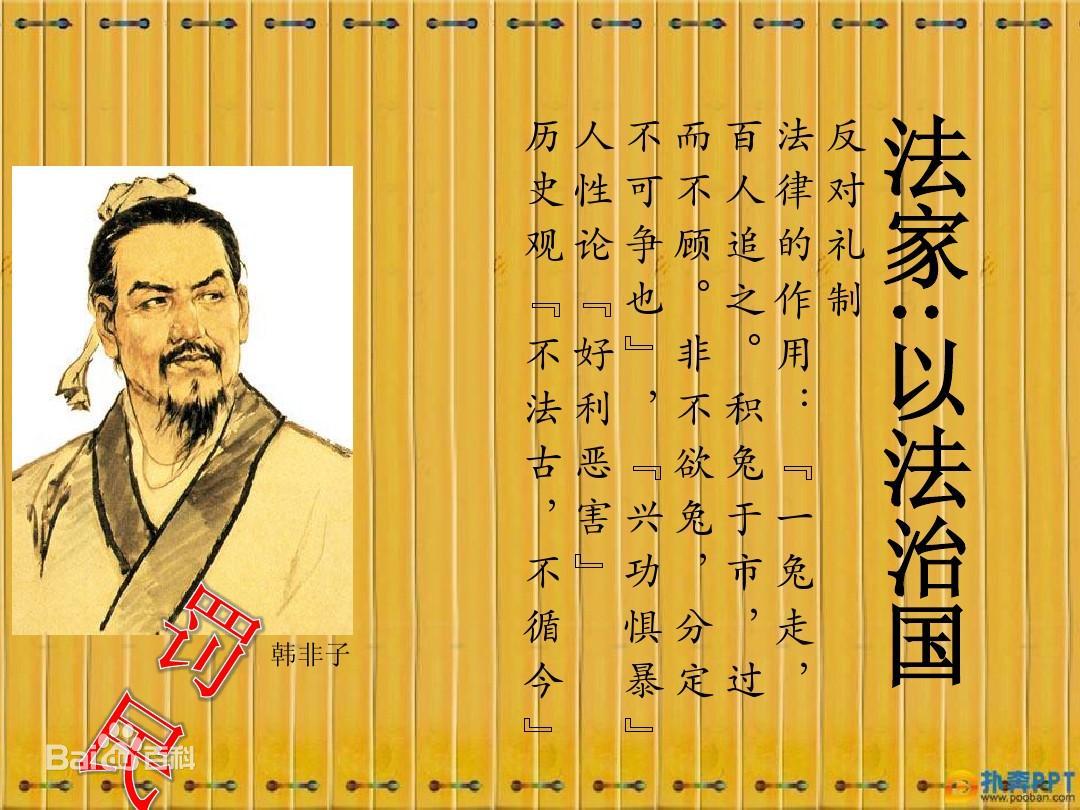 法家：以法治国
反对礼制
法律的作用：『一兔走，
百人追之。积兔于市，过
而不顾。非不欲兔，分定
不可争也』，『兴功惧暴』
人性论『好利恶害』
历史观『不法古，不循今』
韩非子
罚
民
Bai百科
扑奔PPT
www.pooban.com